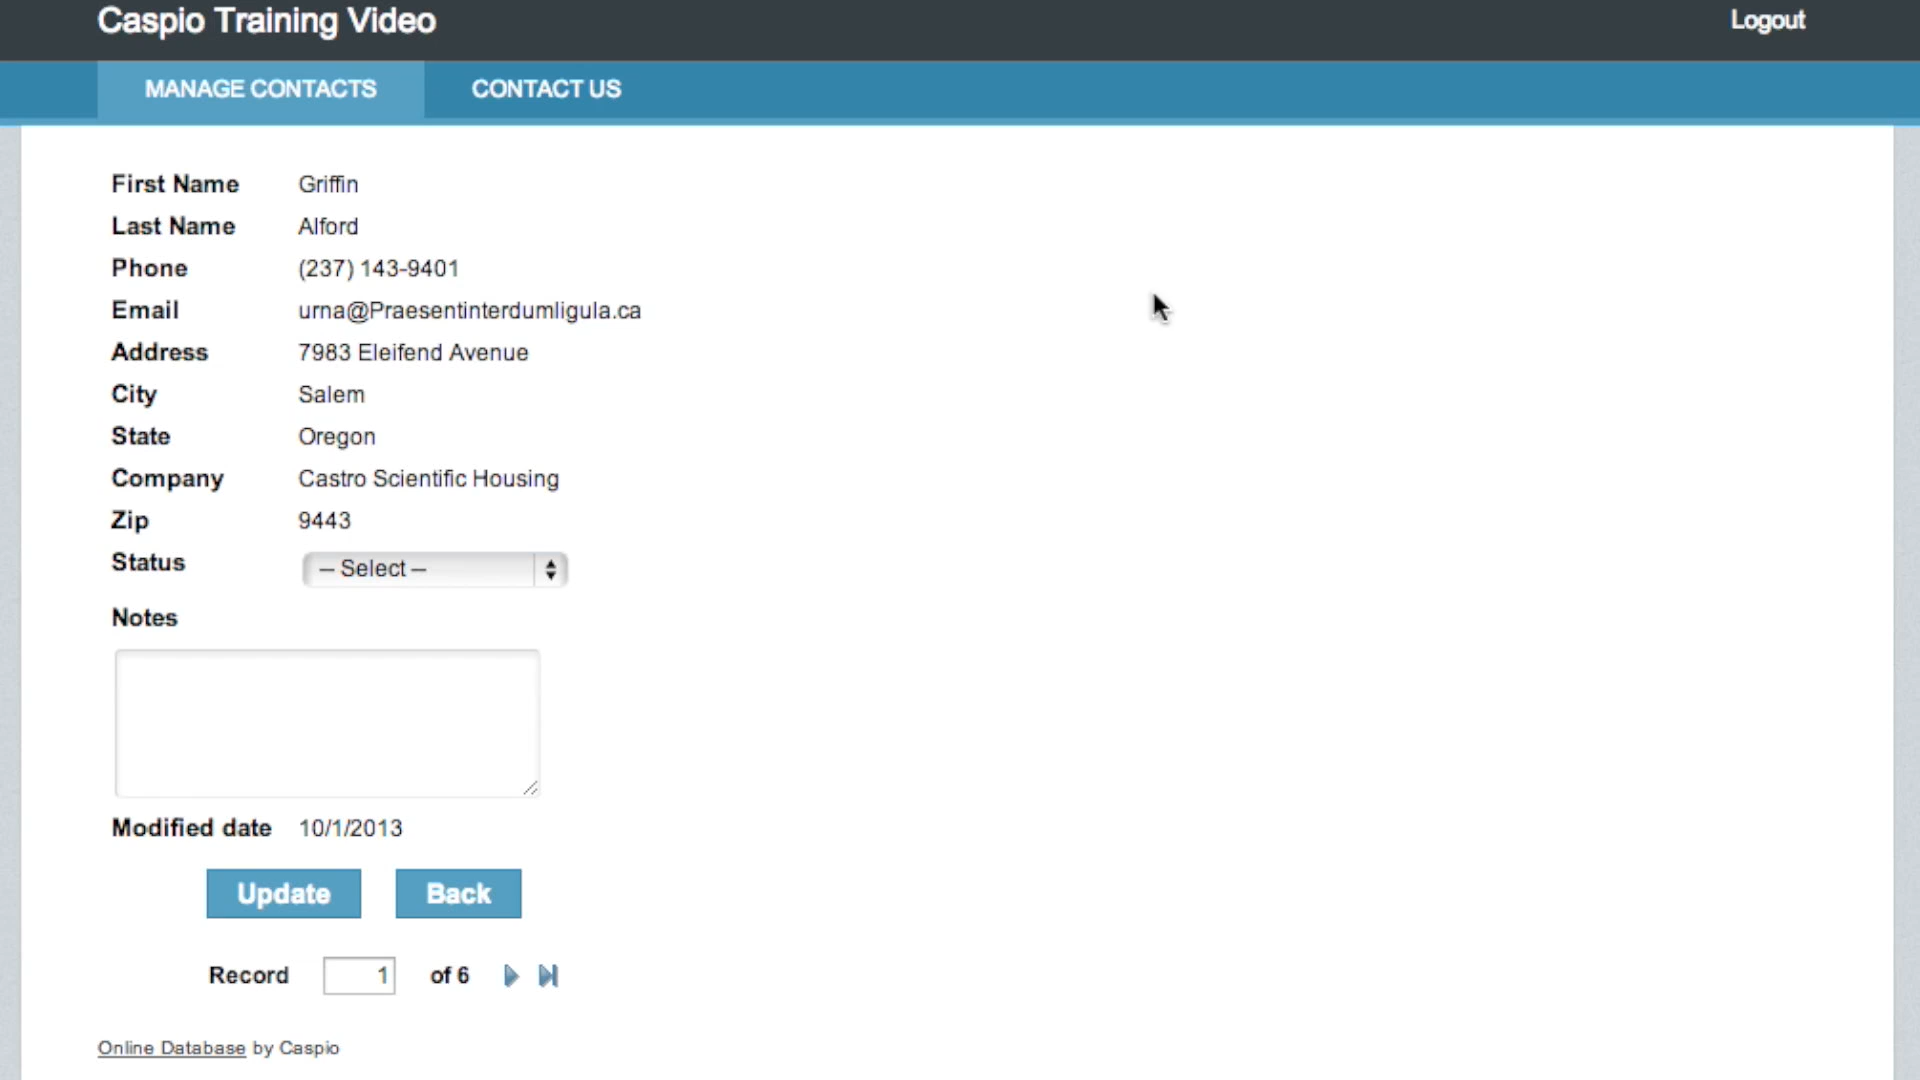 Caspio Training Video
Logout
MANAGE CONTACTS
CONTACT US
First Name Griffin
Last Name Alford
Phone (237) 143-9401
Email urna@Praesentinterdumligula.ca
Address 7983 Eleifend Avenue
City Salem
State Oregon
Company Castro Scientific Housing
Zip 9443
Status – Select –
Notes
Modified date 10/1/2013
Update Back
Record 1 of 6
Online Database by Caspio